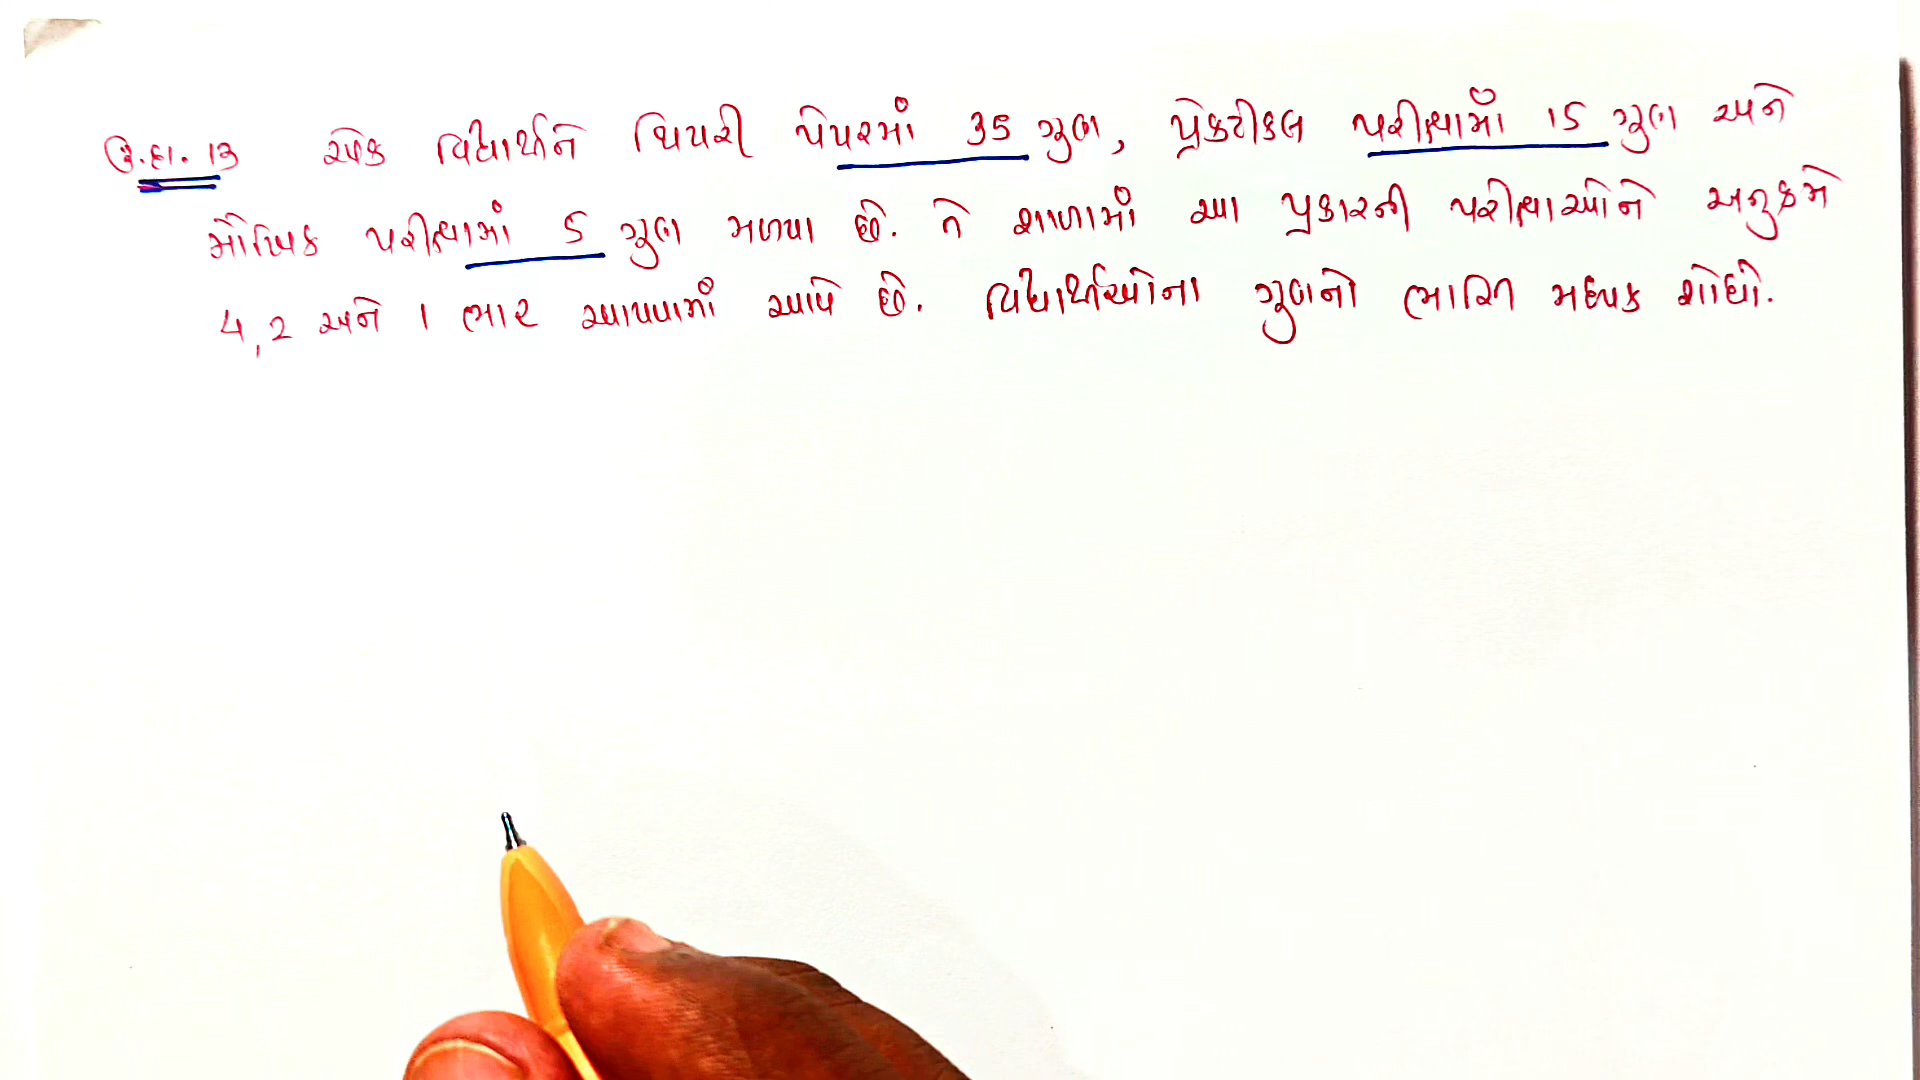 ઉ.દા. 13 એક વિદ્યાર્થીને થિયરી પેપરમાં 35 ગુણ, પ્રેક્ટીકલ પરીક્ષામાં 15 ગુણ અને
મૌખિક પરીક્ષામાં 5 ગુણ મળ્યા છે. તે શાળામાં આ પ્રકારની પરીક્ષાઓને અનુક્રમે
4, 2 અને 1 ભાર આપવામાં આવે છે. વિદ્યાર્થીઓના ગુણનો ભારિત મધ્યક શોધો.